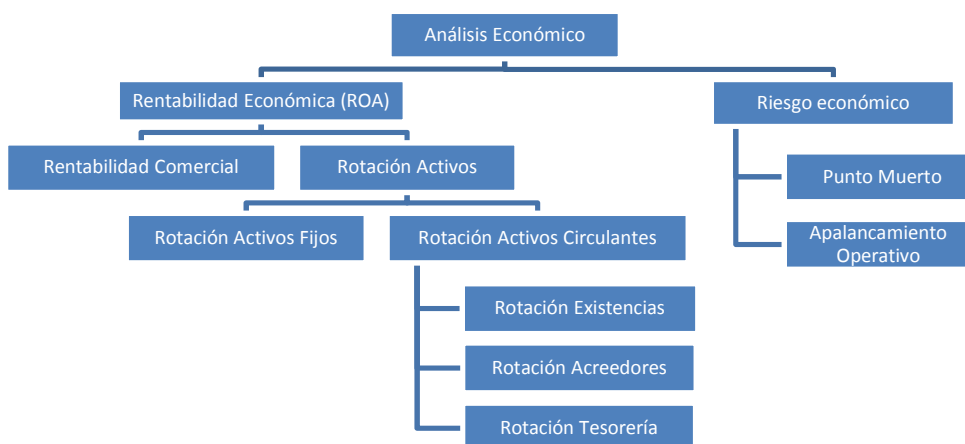 Análisis Económico
Rentabilidad Económica (ROA)
Riesgo económico
Rentabilidad Comercial
Rotación Activos
Punto Muerto
Rotación Activos Fijos
Rotación Activos Circulantes
Apalancamiento
Operativo
Rotación Existencias
Rotación Acreedores
Rotación Tesorería